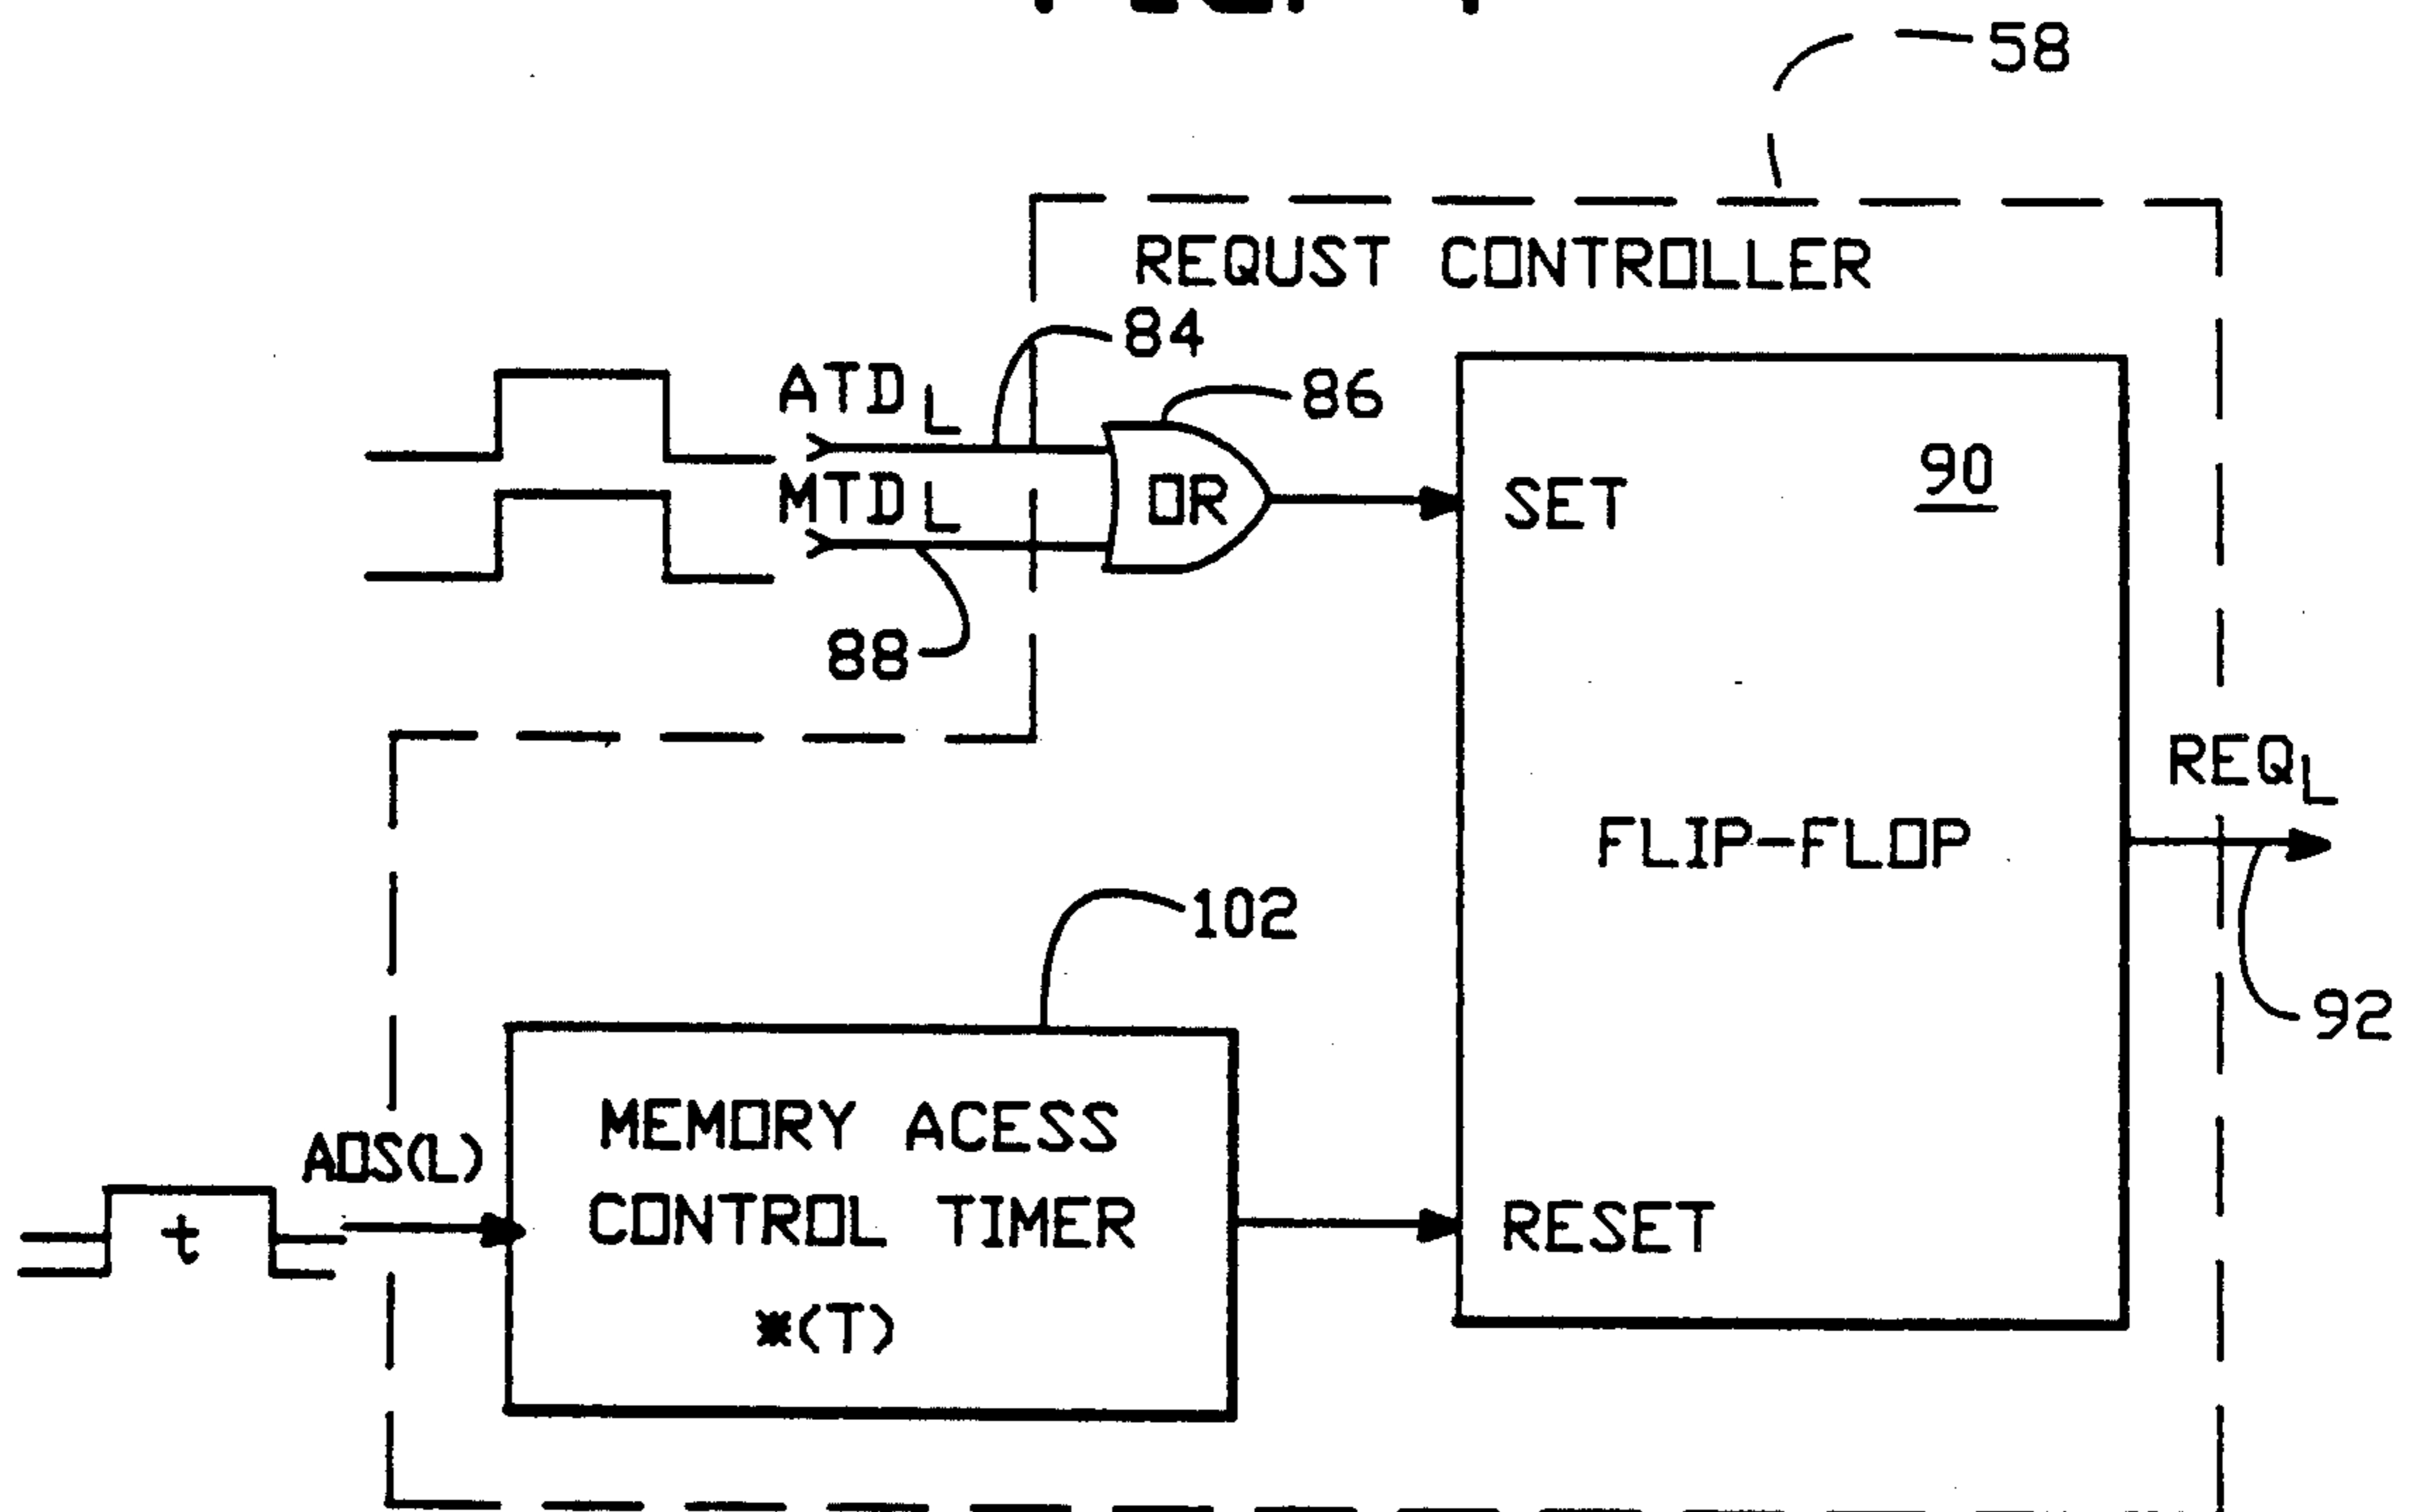 58
REQUST CONTROLLER
84
ATD L
86
MTD L
OR
SET
90
88
REQ L
FLIP-FLOP
102
92
MEMORY ACESS
ADS(L)
CONTROL TIMER
t
RESET
*(T)